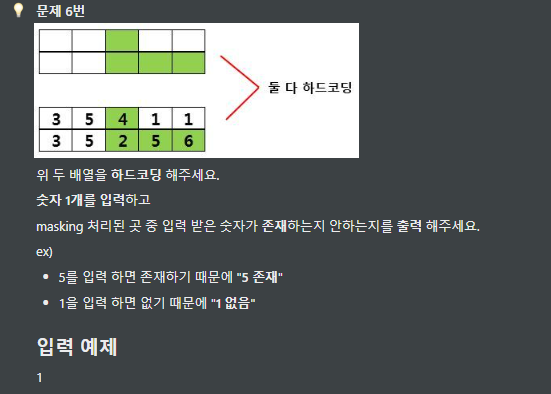 문제 6번
둘 다 하드코딩
3 5 4 1 1
3 5 2 5 6
위 두 배열을 하드코딩 해주세요.
숫자 1개를 입력하고
masking 처리된 곳 중 입력 받은 숫자가 존재하는지 안하는지를 출력 해주세요.
ex)
• 5를 입력 하면 존재하기 때문에 "5 존재"
• 1을 입력 하면 없기 때문에 "1 없음"
입력 예제
1